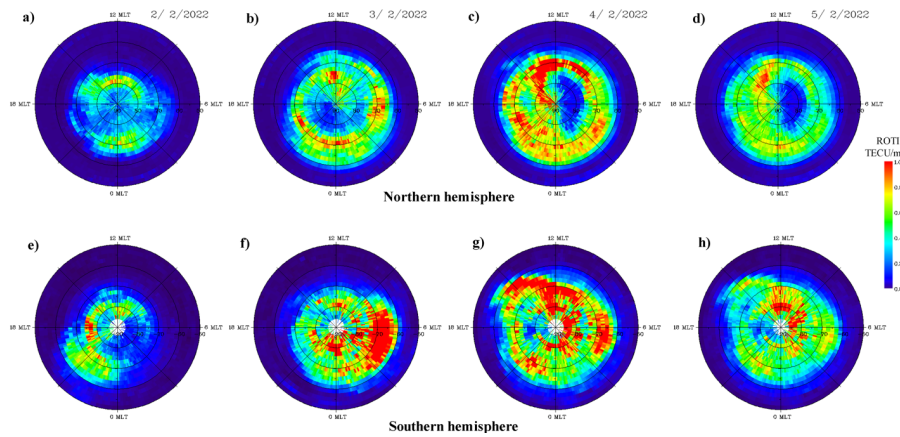 a) 12 MLT 2/ 2/2022
b) 12 MLT 3/ 2/2022
c) 12 MLT 4/ 2/2022
d) 12 MLT 5/ 2/2022
18 MLT 6 MLT
18 MLT 6 MLT
18 MLT 6 MLT
18 MLT 6 MLT
0 MLT
0 MLT
0 MLT
0 MLT
Northern hemisphere
ROTI
TECU/m
e) 12 MLT
f) 12 MLT
g) 12 MLT
h) 12 MLT
18 MLT 6 MLT
18 MLT 6 MLT
18 MLT 6 MLT
18 MLT 6 MLT
0 MLT
0 MLT
0 MLT
0 MLT
Southern hemisphere